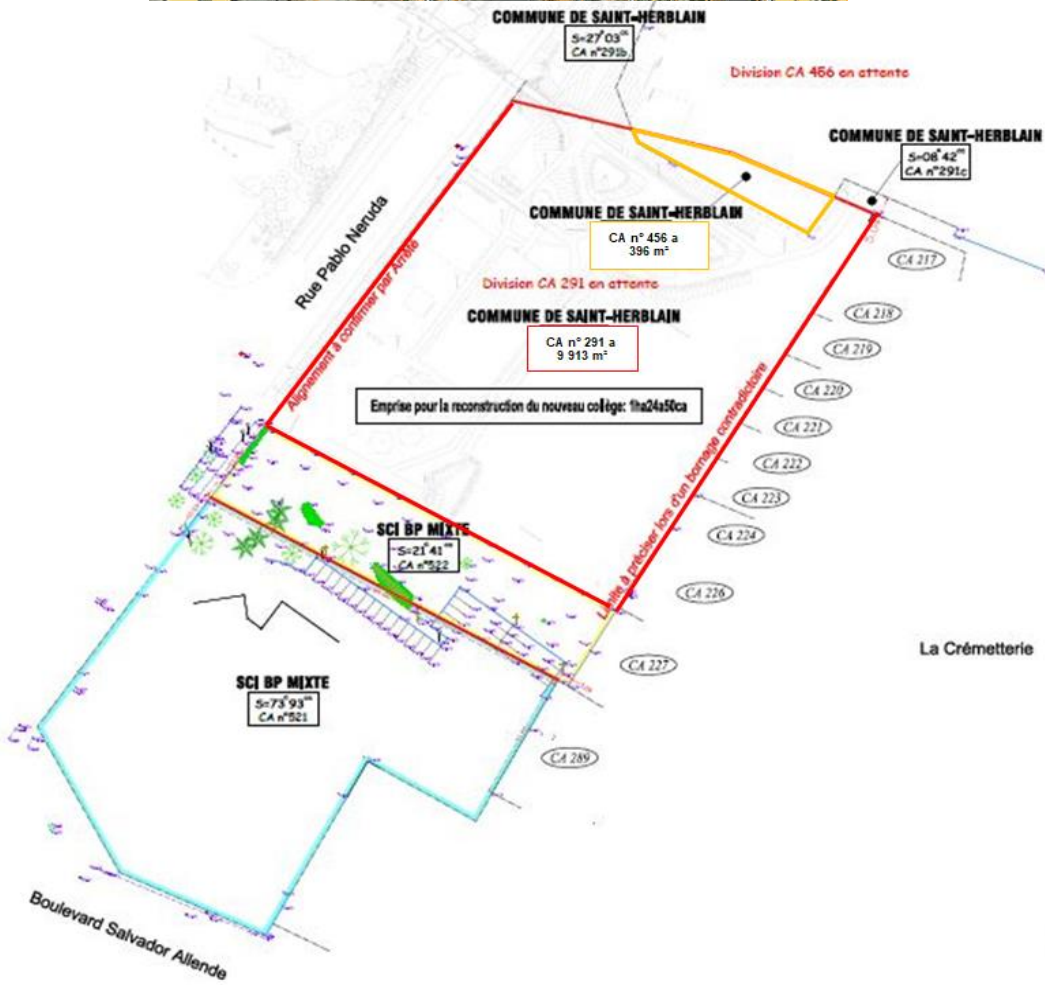 COMMUNE DE SAINT-HERBLAIN
S=27ᵃ03ᶜᵃ
CA n°291b
Division CA 456 en attente
COMMUNE DE SAINT-HERBLAIN
S=08ᵃ42ᶜᵃ
CA n°291c
COMMUNE DE SAINT-HERBLAIN
CA n° 456 a
396 m²
CA 217
Rue Pablo Neruda
Division CA 291 en attente
COMMUNE DE SAINT-HERBLAIN
CA n° 291 a
9 913 m²
CA 218
CA 219
CA 220
CA 221
CA 222
CA 223
CA 224
CA 226
CA 227
CA 289
Alignement à confirmer par Arrêté
Emprise pour la reconstruction du nouveau collège: 1ha24a50ca
Limite à préciser lors d'un bornage contradictoire
SCI BP MIXTE
S=21ᵃ41ᶜᵃ
CA n°522
La Crémetterie
SCI BP MIXTE
S=73ᵃ93ᶜᵃ
CA n°521
Boulevard Salvador Allende